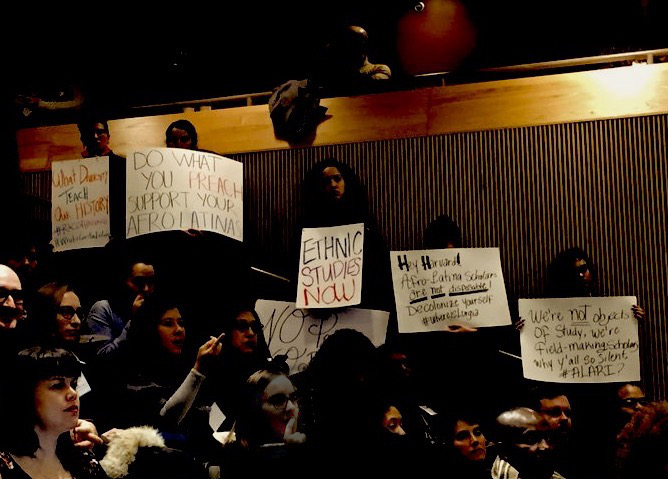 What Diversity
TEACH
Our HISTORY
DO WHAT
YOU PREACH
SUPPORT YOUR
AFROLATINAS
ETHNIC
STUDIES
NOW
NOT
Hey Harvard!
Afro-Latina Scholars
are not disposable!
Decolonize yourself
We're not objects
of study, we're
field-making scholars
why y'all so silent
#ALARI?